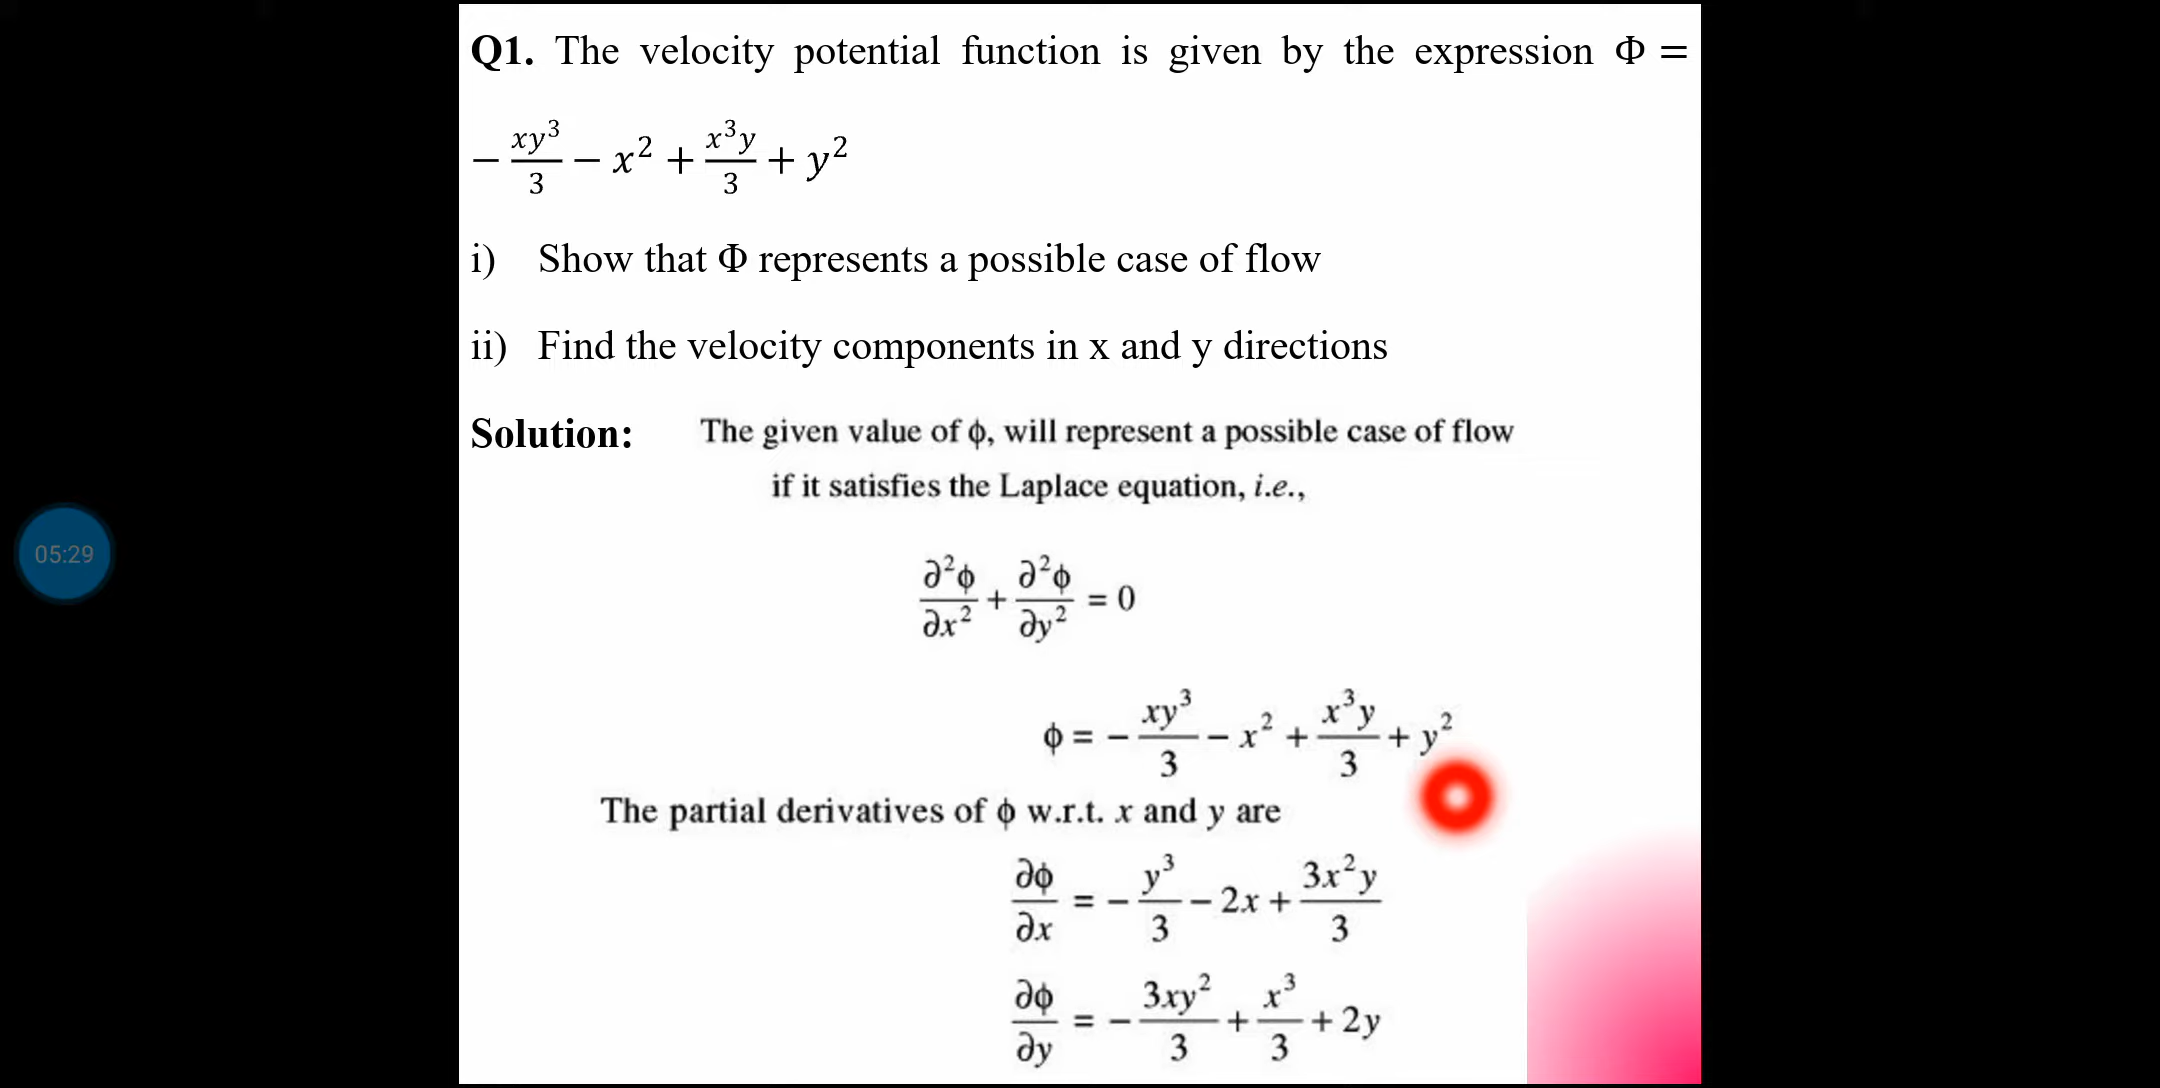 Q1. The velocity potential function is given by the expression Φ =
− xy³/3 − x² + x³y/3 + y²
i) Show that Φ represents a possible case of flow
ii) Find the velocity components in x and y directions
Solution: The given value of ϕ, will represent a possible case of flow
if it satisfies the Laplace equation, i.e.,
∂²ϕ/∂x² + ∂²ϕ/∂y² = 0
05:29
ϕ = − xy³/3 − x² + x³y/3 + y²
The partial derivatives of ϕ w.r.t. x and y are
∂ϕ/∂x = − y³/3 − 2x + 3x²y/3
∂ϕ/∂y = − 3xy²/3 + x³/3 + 2y